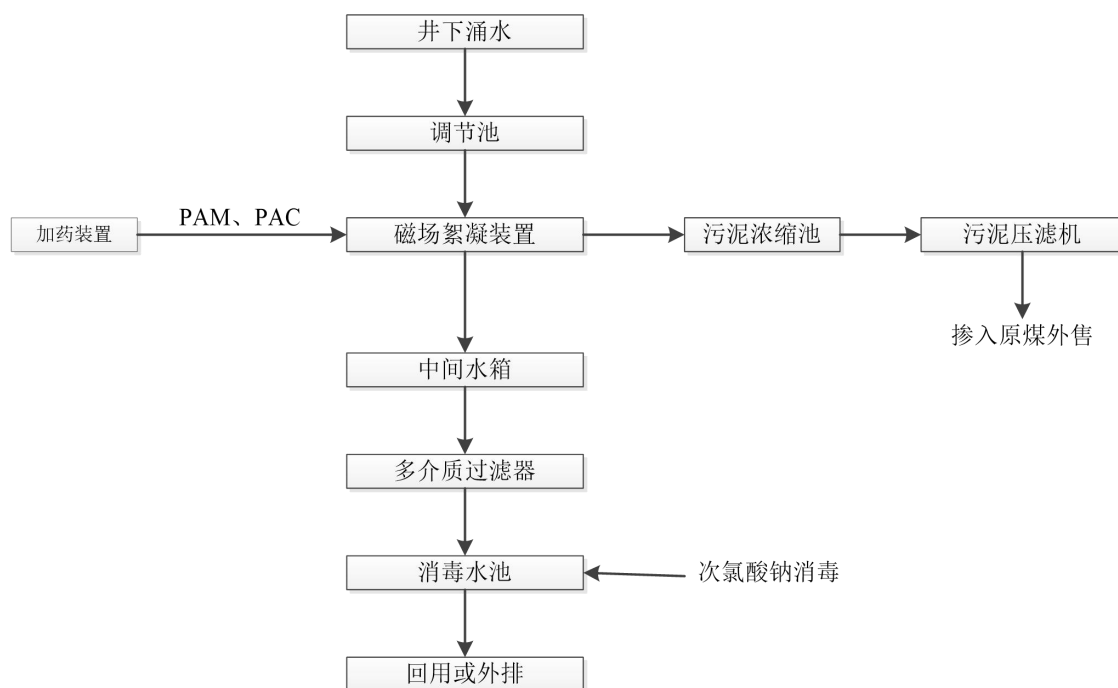 井下涌水
调节池
加药装置
PAM、PAC
磁场絮凝装置
污泥浓缩池
污泥压滤机
掺入原煤外售
中间水箱
多介质过滤器
消毒水池
次氯酸钠消毒
回用或外排